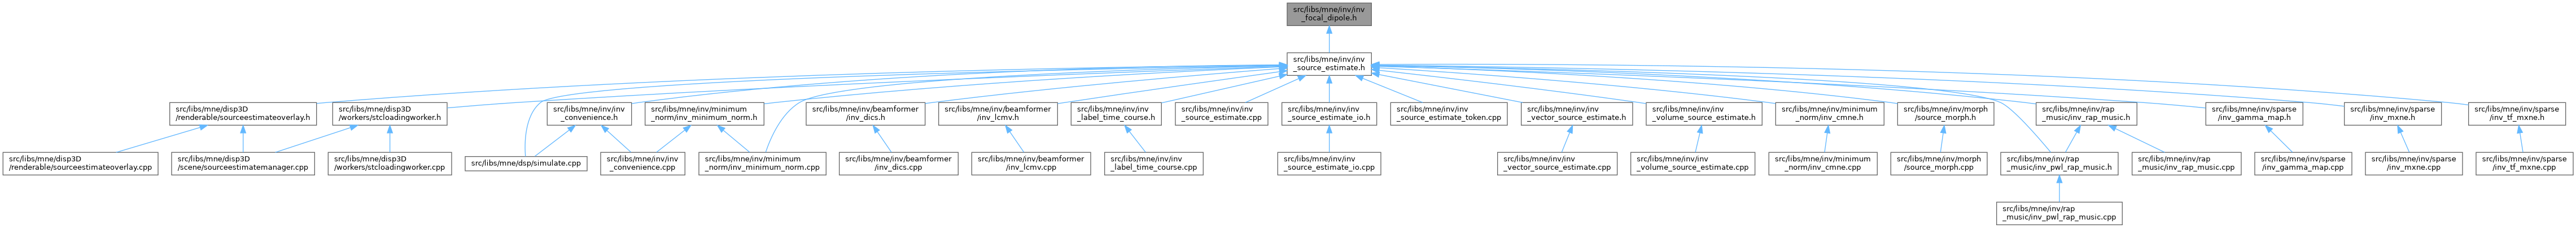 src/libs/mne/inv/inv
_focal_dipole.h
src/libs/mne/inv/inv
_source_estimate.h
src/libs/mne/disp3D
/renderable/sourceestimateoverlay.h
src/libs/mne/disp3D
/workers/stcloadingworker.h
src/libs/mne/inv/inv
_convenience.h
src/libs/mne/inv/minimum
_norm/inv_minimum_norm.h
src/libs/mne/inv/beamformer
/inv_dics.h
src/libs/mne/inv/beamformer
/inv_lcmv.h
src/libs/mne/inv/inv
_label_time_course.h
src/libs/mne/inv/inv
_source_estimate.cpp
src/libs/mne/inv/inv
_source_estimate_io.h
src/libs/mne/inv/inv
_source_estimate_token.cpp
src/libs/mne/inv/inv
_vector_source_estimate.h
src/libs/mne/inv/inv
_volume_source_estimate.h
src/libs/mne/inv/minimum
_norm/inv_cmne.h
src/libs/mne/inv/morph
/source_morph.h
src/libs/mne/inv/rap
_music/inv_rap_music.h
src/libs/mne/inv/sparse
/inv_gamma_map.h
src/libs/mne/inv/sparse
/inv_mxne.h
src/libs/mne/inv/sparse
/inv_tf_mxne.h
src/libs/mne/disp3D
/renderable/sourceestimateoverlay.cpp
src/libs/mne/disp3D
/scene/sourceestimatemanager.cpp
src/libs/mne/disp3D
/workers/stcloadingworker.cpp
src/libs/mne/dsp/simulate.cpp
src/libs/mne/inv/inv
_convenience.cpp
src/libs/mne/inv/minimum
_norm/inv_minimum_norm.cpp
src/libs/mne/inv/beamformer
/inv_dics.cpp
src/libs/mne/inv/beamformer
/inv_lcmv.cpp
src/libs/mne/inv/inv
_label_time_course.cpp
src/libs/mne/inv/inv
_source_estimate_io.cpp
src/libs/mne/inv/inv
_vector_source_estimate.cpp
src/libs/mne/inv/inv
_volume_source_estimate.cpp
src/libs/mne/inv/minimum
_norm/inv_cmne.cpp
src/libs/mne/inv/morph
/source_morph.cpp
src/libs/mne/inv/rap
_music/inv_pwl_rap_music.h
src/libs/mne/inv/rap
_music/inv_rap_music.cpp
src/libs/mne/inv/sparse
/inv_gamma_map.cpp
src/libs/mne/inv/sparse
/inv_mxne.cpp
src/libs/mne/inv/sparse
/inv_tf_mxne.cpp
src/libs/mne/inv/rap
_music/inv_pwl_rap_music.cpp